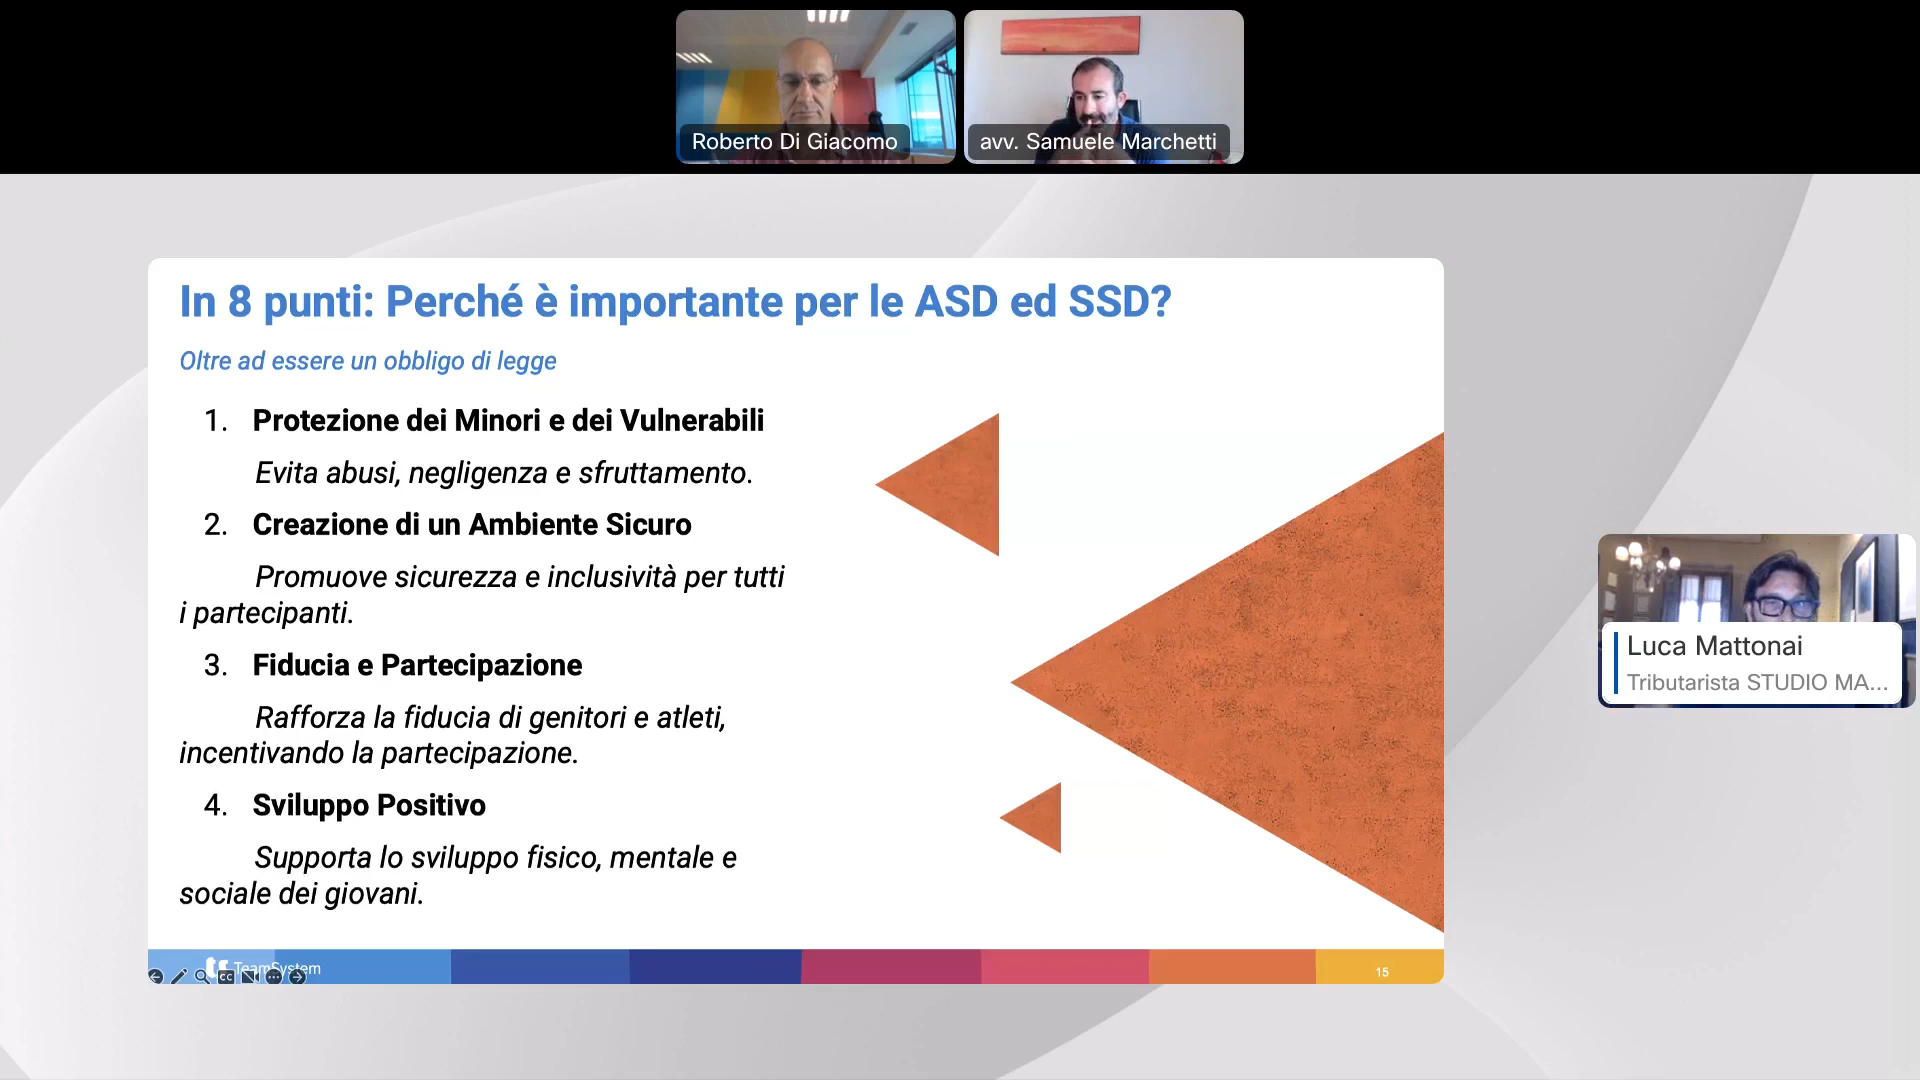 Roberto Di Giacomo
avv. Samuele Marchetti
In 8 punti: Perché è importante per le ASD ed SSD?
Oltre ad essere un obbligo di legge
1. Protezione dei Minori e dei Vulnerabili
Evita abusi, negligenza e sfruttamento.
2. Creazione di un Ambiente Sicuro
Promuove sicurezza e inclusività per tutti
i partecipanti.
3. Fiducia e Partecipazione
Rafforza la fiducia di genitori e atleti,
incentivando la partecipazione.
4. Sviluppo Positivo
Supporta lo sviluppo fisico, mentale e
sociale dei giovani.
Luca Mattonai
Tributarista STUDIO MA...
TeamSystem
CC
15